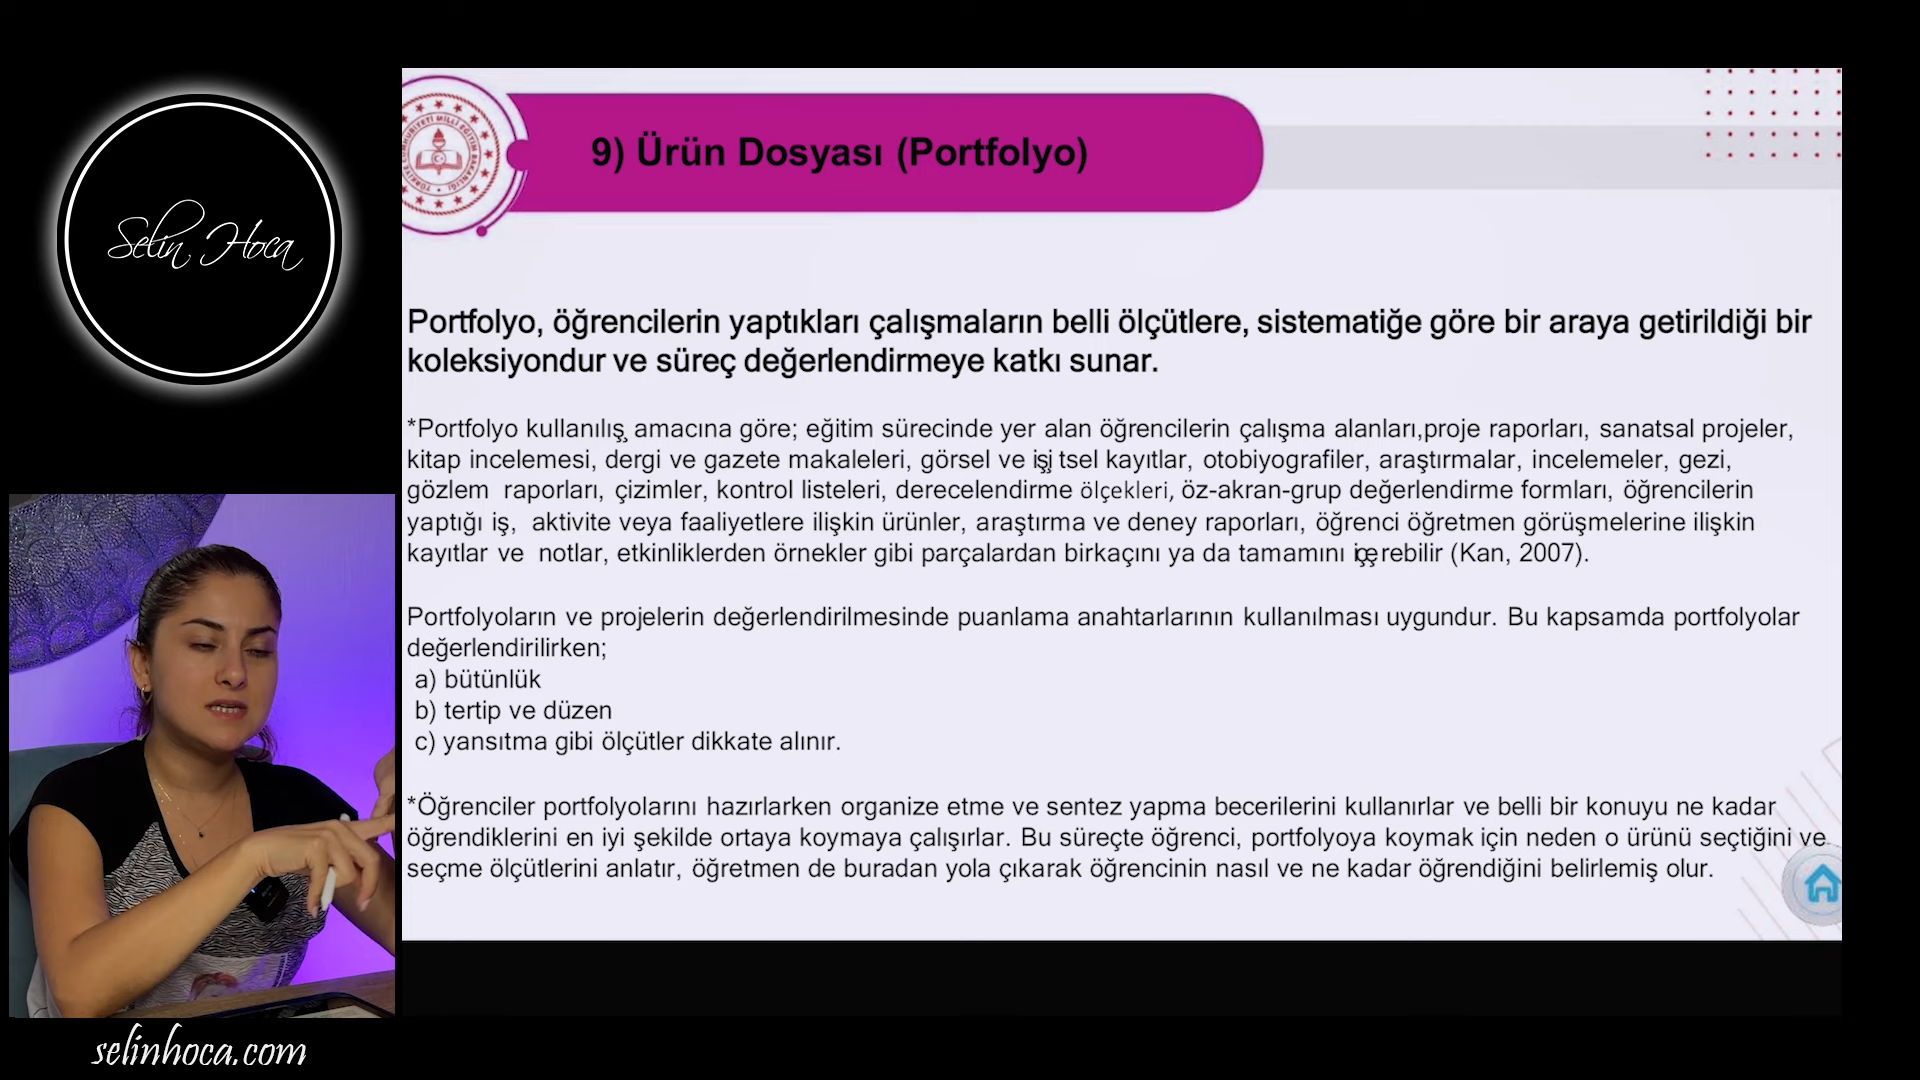 Selin Hoca
9) Ürün Dosyası (Portfolyo)
Portfolyo, öğrencilerin yaptıkları çalışmaların belli ölçütlere, sistematiğe göre bir araya getirildiği bir
koleksiyondur ve süreç değerlendirmeye katkı sunar.
*Portfolyo kullanılış amacına göre; eğitim sürecinde yer alan öğrencilerin çalışma alanları,proje raporları, sanatsal projeler,
kitap incelemesi, dergi ve gazete makaleleri, görsel ve işitsel kayıtlar, otobiyografiler, araştırmalar, incelemeler, gezi,
gözlem raporları, çizimler, kontrol listeleri, derecelendirme ölçekleri, öz-akran-grup değerlendirme formları, öğrencilerin
yaptığı iş, aktivite veya faaliyetlere ilişkin ürünler, araştırma ve deney raporları, öğrenci öğretmen görüşmelerine ilişkin
kayıtlar ve notlar, etkinliklerden örnekler gibi parçalardan birkaçını ya da tamamını içerebilir (Kan, 2007).
Portfolyoların ve projelerin değerlendirilmesinde puanlama anahtarlarının kullanılması uygundur. Bu kapsamda portfolyolar
değerlendirilirken;
a) bütünlük
b) tertip ve düzen
c) yansıtma gibi ölçütler dikkate alınır.
*Öğrenciler portfolyolarını hazırlarken organize etme ve sentez yapma becerilerini kullanırlar ve belli bir konuyu ne kadar
öğrendiklerini en iyi şekilde ortaya koymaya çalışırlar. Bu süreçte öğrenci, portfolyoya koymak için neden o ürünü seçtiğini ve
seçme ölçütlerini anlatır, öğretmen de buradan yola çıkarak öğrencinin nasıl ve ne kadar öğrendiğini belirlemiş olur.
selinhoca.com